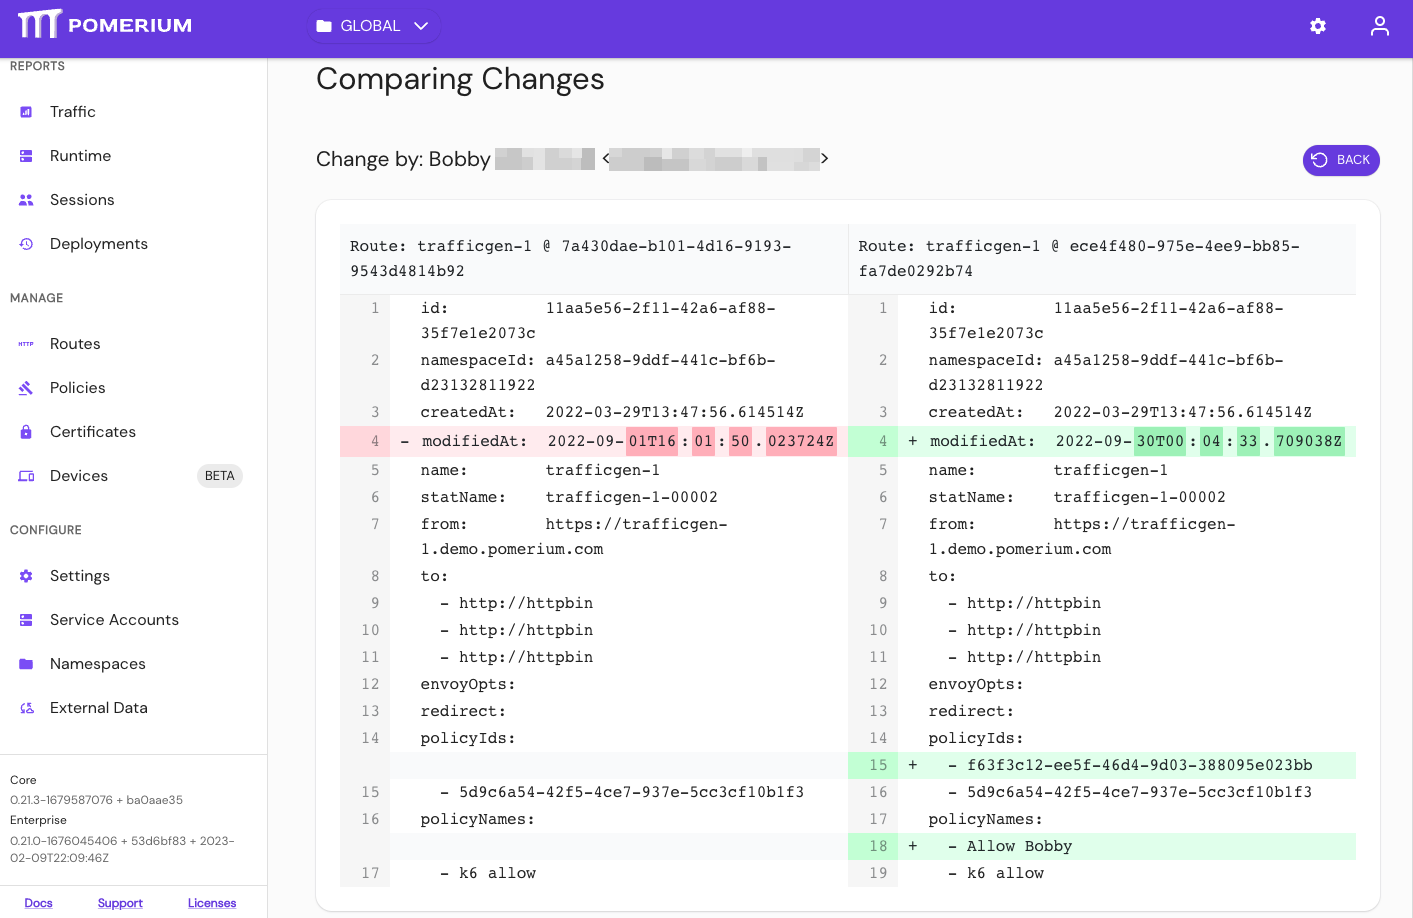 POMERIUM
GLOBAL
REPORTS
Traffic
Runtime
Sessions
Deployments
MANAGE
HTTP Routes
Policies
Certificates
Devices BETA
CONFIGURE
Settings
Service Accounts
Namespaces
External Data
Core
0.21.3-1679587076 + ba0aae35
Enterprise
0.21.0-1676045406 + 53d6bf83 + 2023-
02-09T22:09:46Z
Docs Support Licenses
Comparing Changes
Change by: Bobby < >
BACK
Route: trafficgen-1 @ 7a430dae-b101-4d16-9193-
9543d4814b92
1 id: 11aa5e56-2f11-42a6-af88-
35f7e1e2073c
2 namespaceId: a45a1258-9ddf-441c-bf6b-
d23132811922
3 createdAt: 2022-03-29T13:47:56.614514Z
4 - modifiedAt: 2022-09-01T16:01:50.023724Z
5 name: trafficgen-1
6 statName: trafficgen-1-00002
7 from: https://trafficgen-
1.demo.pomerium.com
8 to:
9 - http://httpbin
10 - http://httpbin
11 - http://httpbin
12 envoyOpts:
13 redirect:
14 policyIds:
15 - 5d9c6a54-42f5-4ce7-937e-5cc3cf10b1f3
16 policyNames:
17 - k6 allow
Route: trafficgen-1 @ ece4f480-975e-4ee9-bb85-
fa7de0292b74
1 id: 11aa5e56-2f11-42a6-af88-
35f7e1e2073c
2 namespaceId: a45a1258-9ddf-441c-bf6b-
d23132811922
3 createdAt: 2022-03-29T13:47:56.614514Z
4 + modifiedAt: 2022-09-30T00:04:33.709038Z
5 name: trafficgen-1
6 statName: trafficgen-1-00002
7 from: https://trafficgen-
1.demo.pomerium.com
8 to:
9 - http://httpbin
10 - http://httpbin
11 - http://httpbin
12 envoyOpts:
13 redirect:
14 policyIds:
15 + - f63f3c12-ee5f-46d4-9d03-388095e023bb
16 - 5d9c6a54-42f5-4ce7-937e-5cc3cf10b1f3
17 policyNames:
18 + - Allow Bobby
19 - k6 allow